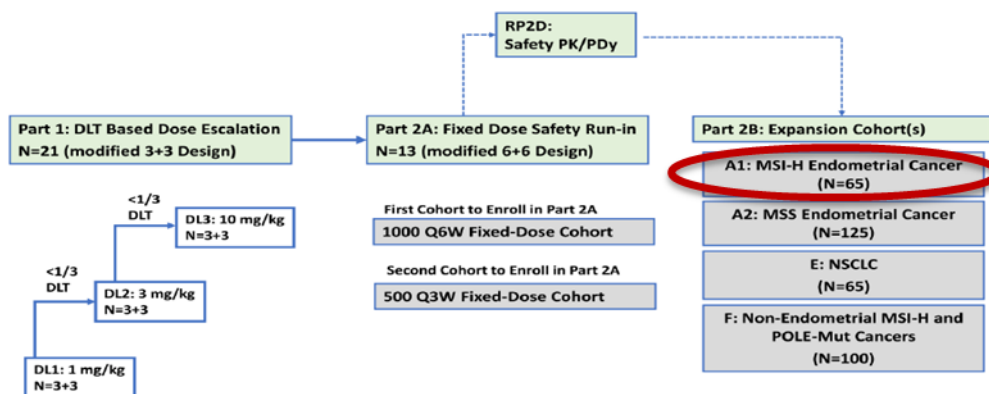 RP2D:
Safety PK/PDy
Part 1: DLT Based Dose Escalation
N=21 (modified 3+3 Design)
Part 2A: Fixed Dose Safety Run-in
N=13 (modified 6+6 Design)
Part 2B: Expansion Cohort(s)
A1: MSI-H Endometrial Cancer
(N=65)
A2: MSS Endometrial Cancer
(N=125)
E: NSCLC
(N=65)
F: Non-Endometrial MSI-H and
POLE-Mut Cancers
(N=100)
First Cohort to Enroll in Part 2A
1000 Q6W Fixed-Dose Cohort
Second Cohort to Enroll in Part 2A
500 Q3W Fixed-Dose Cohort
<1/3
DLT
DL3: 10 mg/kg
N=3+3
<1/3
DLT
DL2: 3 mg/kg
N=3+3
DL1: 1 mg/kg
N=3+3